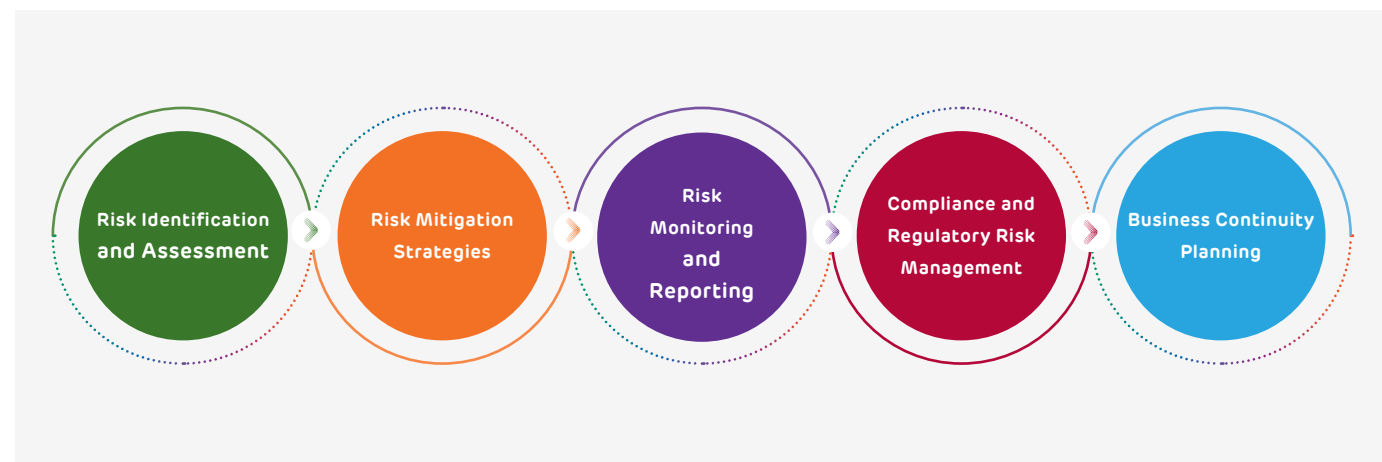 Risk Identification
and Assessment
Risk Mitigation
Strategies
Risk
Monitoring
and
Reporting
Compliance and
Regulatory Risk
Management
Business Continuity
Planning